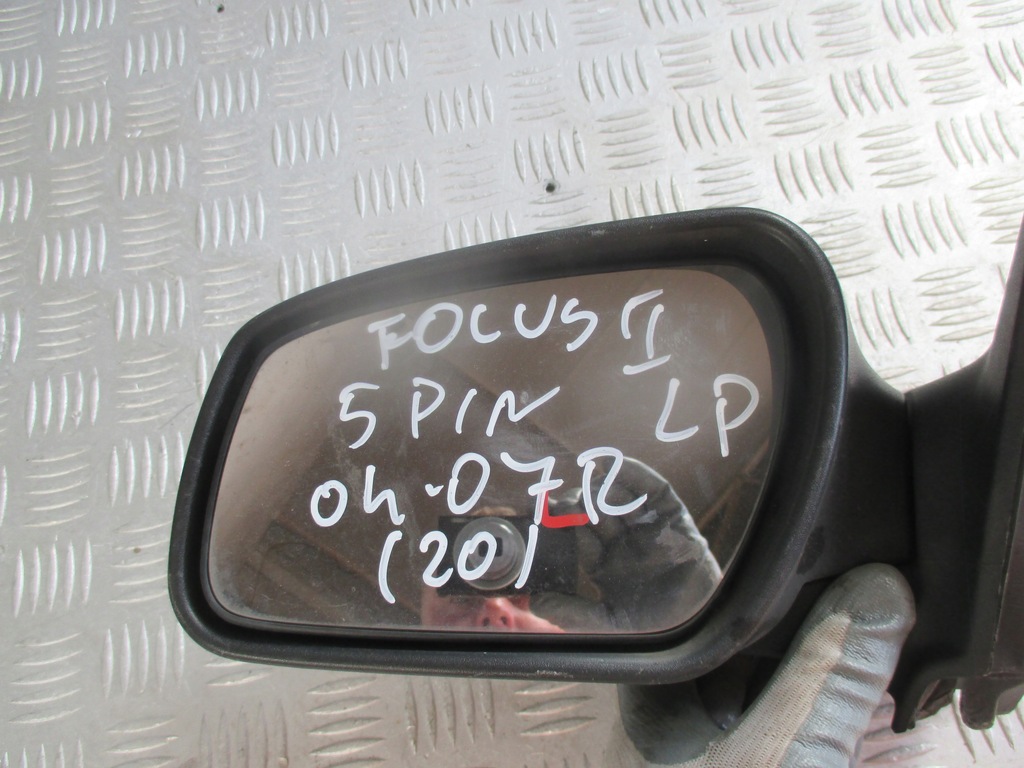 FOCUS II
5 PIN LP
04-07R
(20)